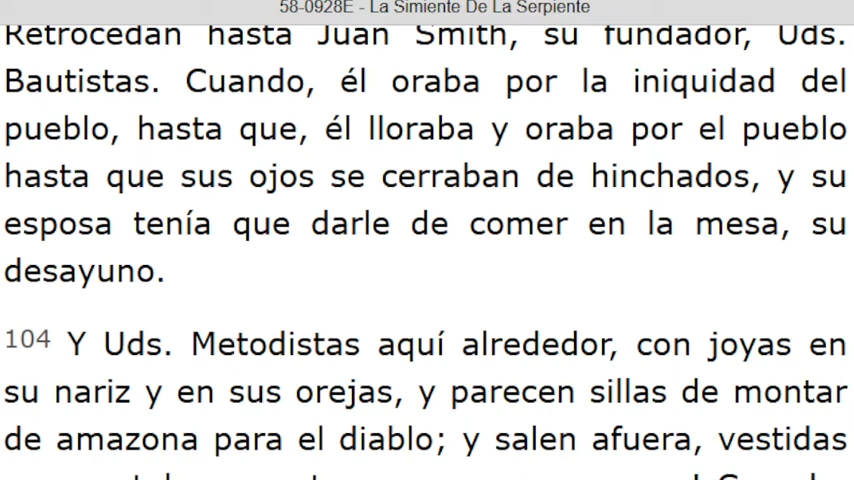 58-0928E - La Simiente De La Serpiente
Retrocedan hasta Juan Smith, su fundador, Uds.
Bautistas. Cuando, él oraba por la iniquidad del
pueblo, hasta que, él lloraba y oraba por el pueblo
hasta que sus ojos se cerraban de hinchados, y su
esposa tenía que darle de comer en la mesa, su
desayuno.
104 Y Uds. Metodistas aquí alrededor, con joyas en
su nariz y en sus orejas, y parecen sillas de montar
de amazona para el diablo; y salen afuera, vestidas